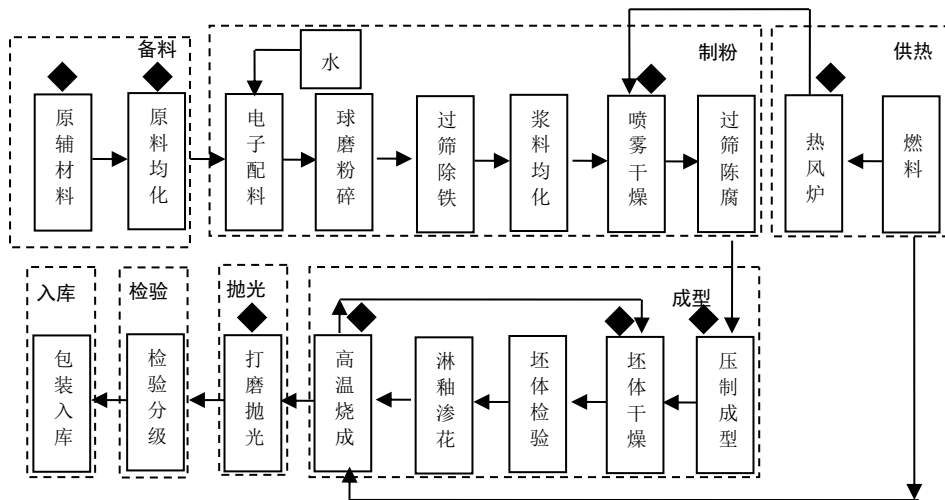 备料
原辅材料
原料均化
制粉
水
电子配料
球磨粉碎
过筛除铁
浆料均化
喷雾干燥
过筛陈腐
供热
热风炉
燃料
成型
压制成型
坯体干燥
坯体检验
淋釉渗花
高温烧成
抛光
打磨抛光
检验
检验分级
入库
包装入库